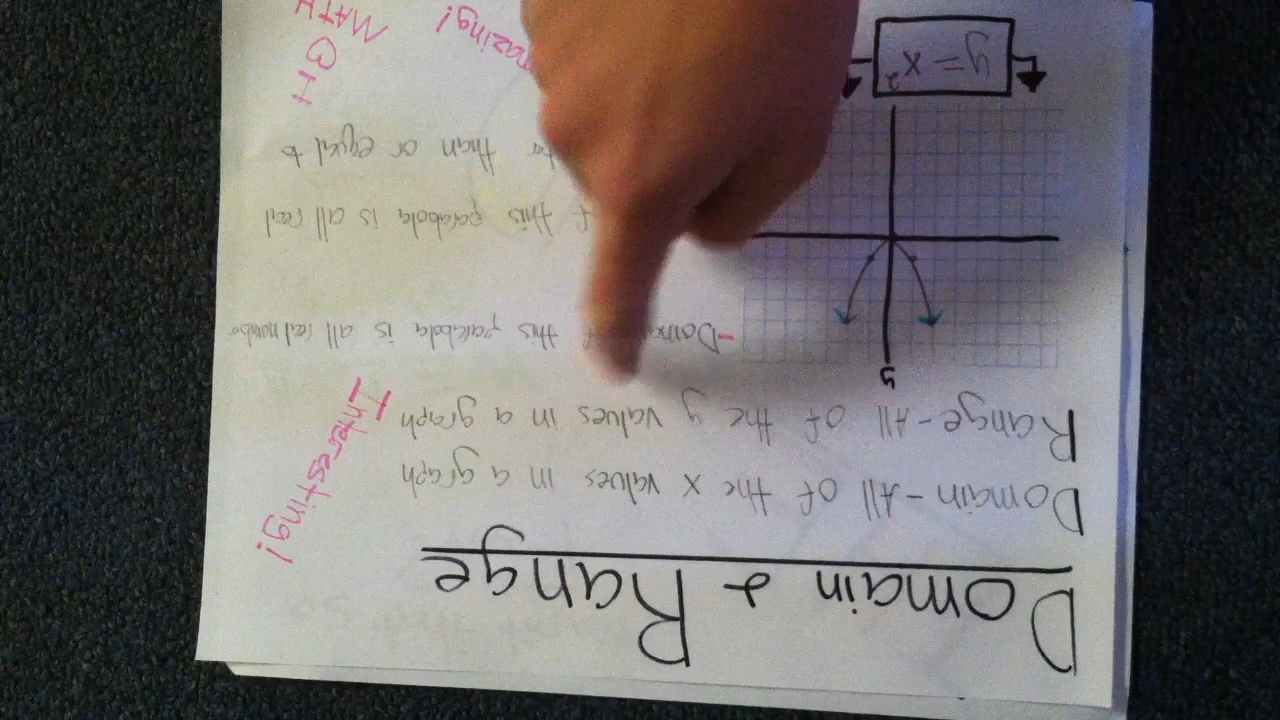 Domain & Range
Domain - All of the x values in a graph
Range - All of the y values in a graph
Interesting!
y
- this parabola is all real number
this parabola is all real
than or equal to
y = x²
MATH